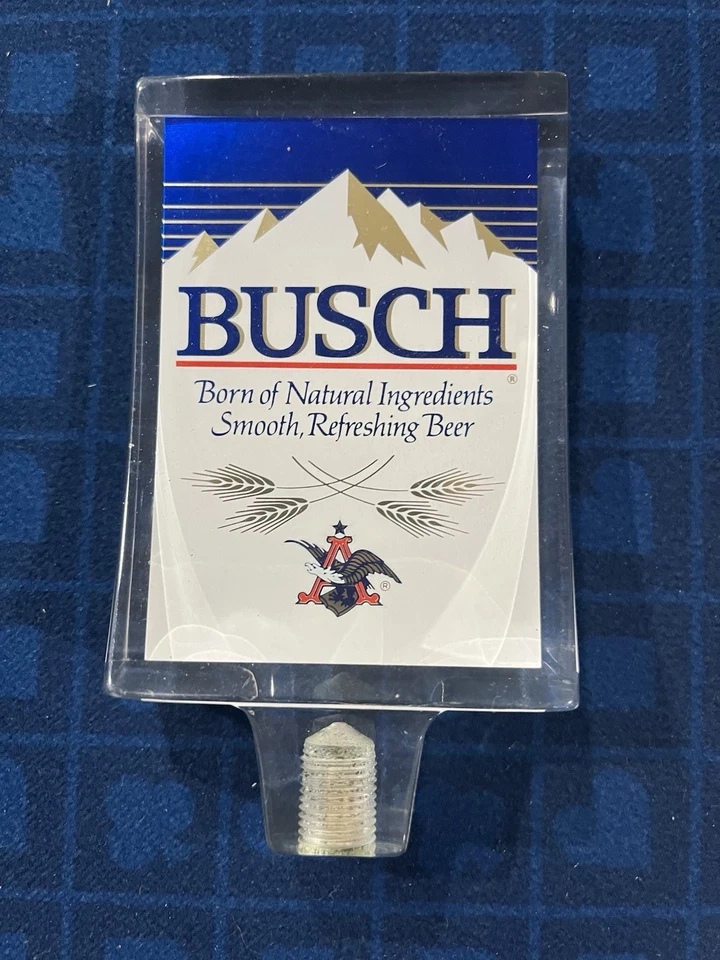 BUSCH
®
Born of Natural Ingredients
Smooth, Refreshing Beer
A
®